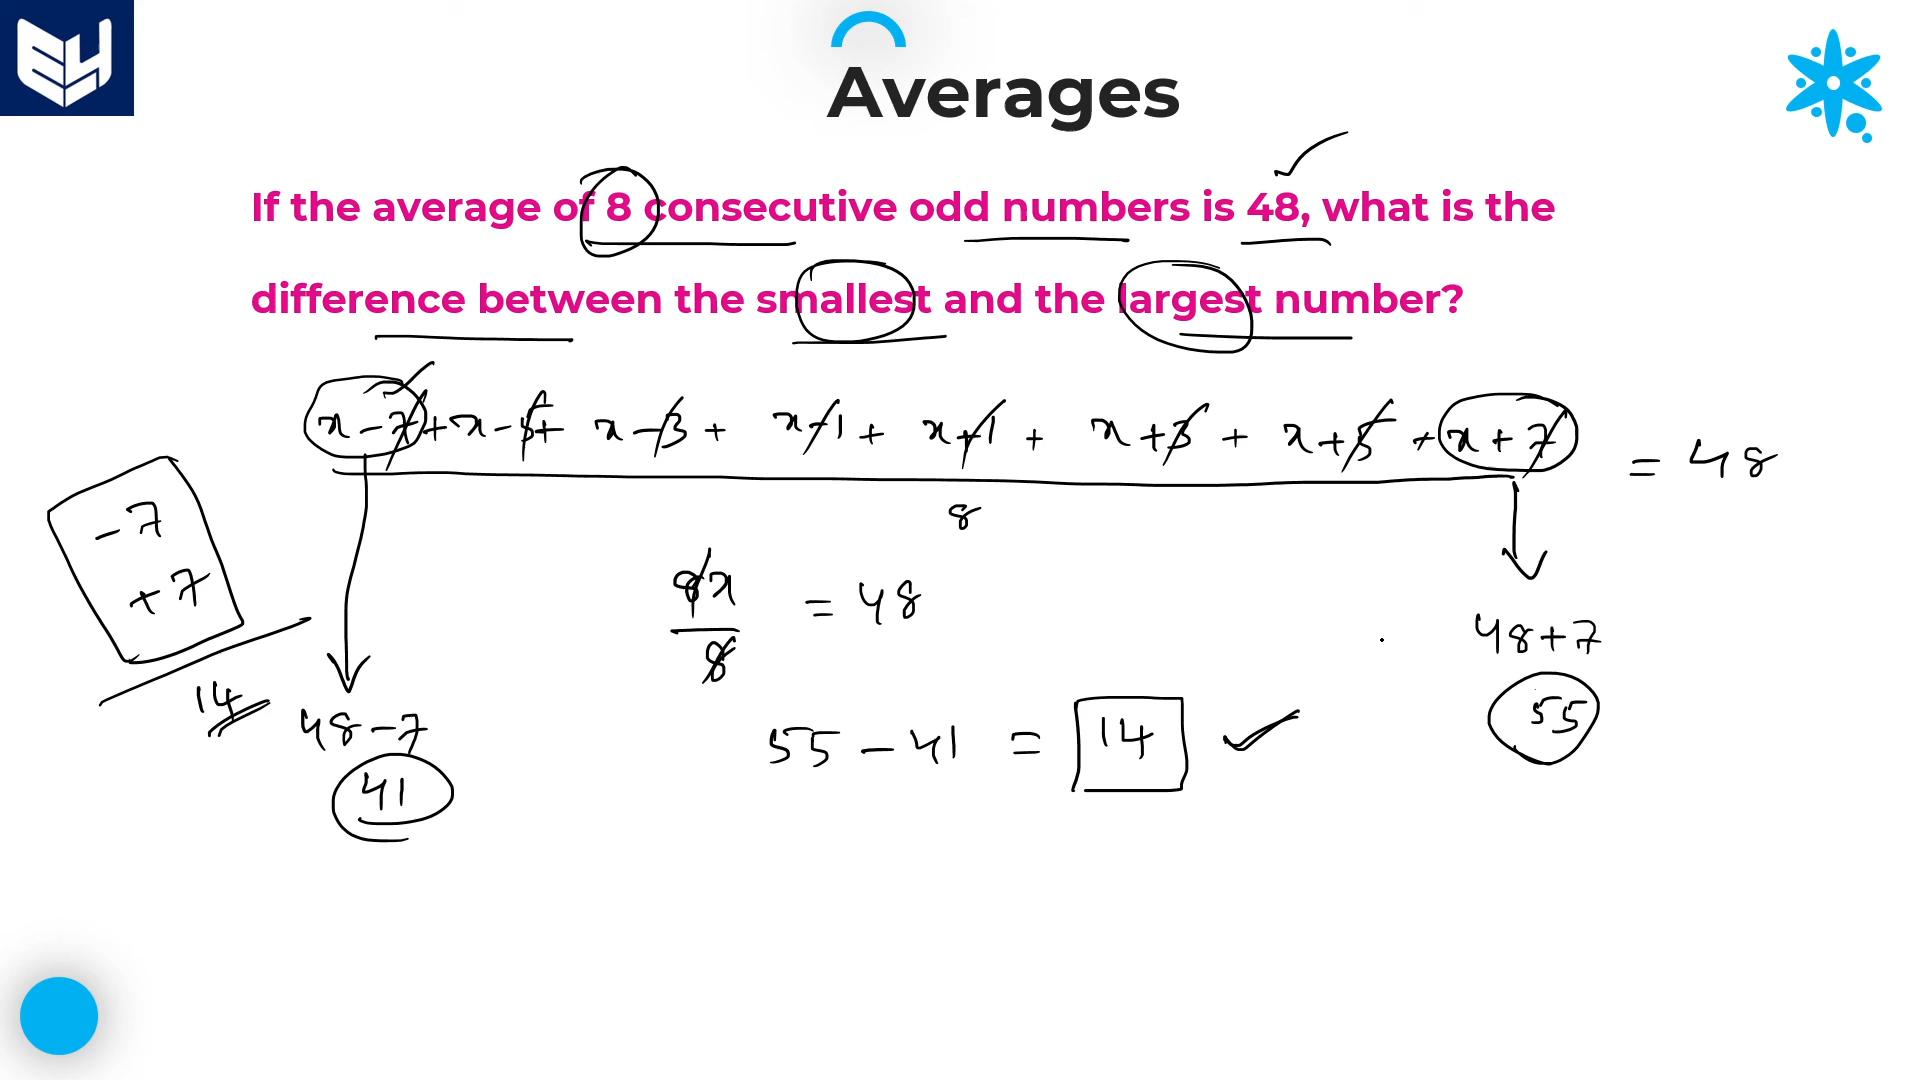 EY
Averages
If the average of 8 consecutive odd numbers is 48, what is the
difference between the smallest and the largest number?
x-7+x-5+ x-3+ x-1+ x+1+ x+3+ x+5+x+7 = 48
8
-7
+7
14
8x = 48
8
48+7
55
48-7
41
55-41 = 14